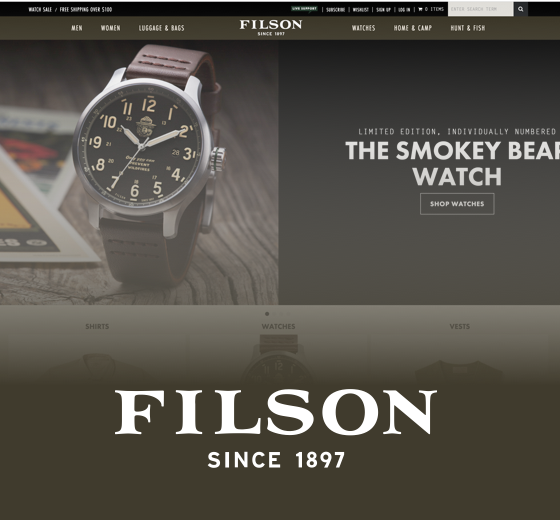 WATCH SALE / FREE SHIPPING OVER $100
LIVE SUPPORT | SUBSCRIBE | WISHLIST | SIGN UP | LOG IN | 0 ITEMS
ENTER SEARCH TERM
MEN WOMEN LUGGAGE & BAGS
FILSON
SINCE 1897
WATCHES HOME & CAMP HUNT & FISH
LIMITED EDITION, INDIVIDUALLY NUMBERED
THE SMOKEY BEAR
WATCH
SHOP WATCHES
SHIRTS WATCHES VESTS
FILSON
SINCE 1897